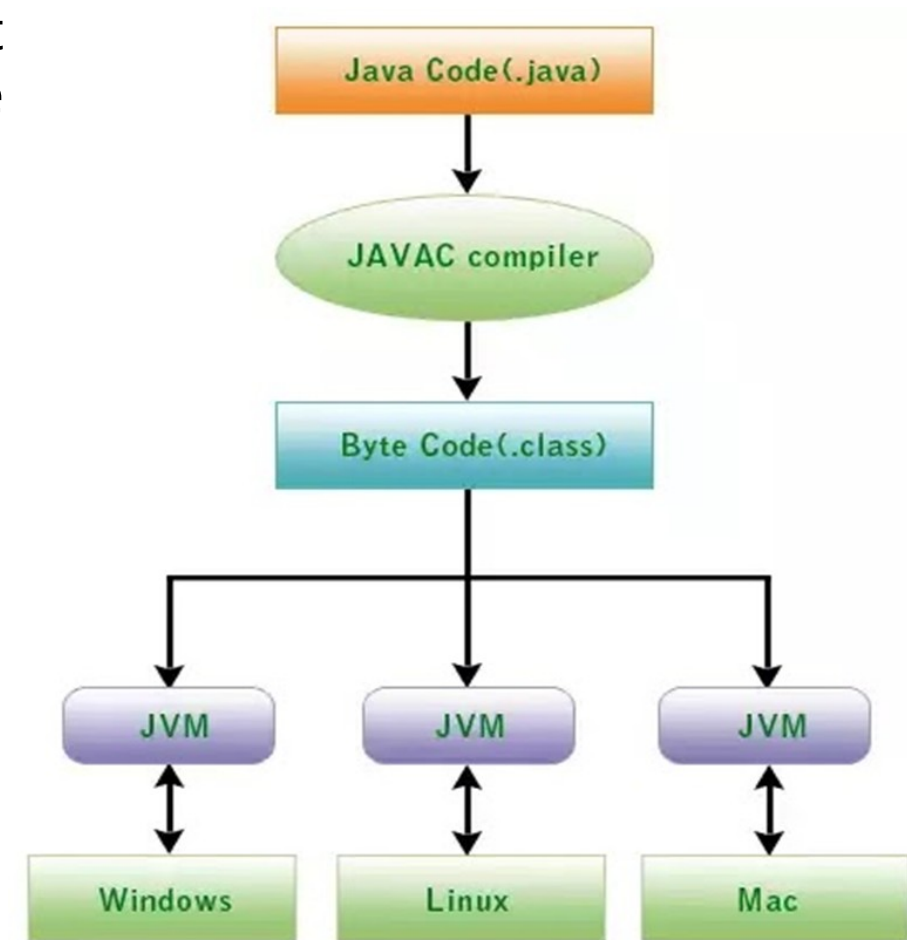 Java Code(.java)
JAVAC compiler
Byte Code(.class)
JVM
JVM
JVM
Windows
Linux
Mac